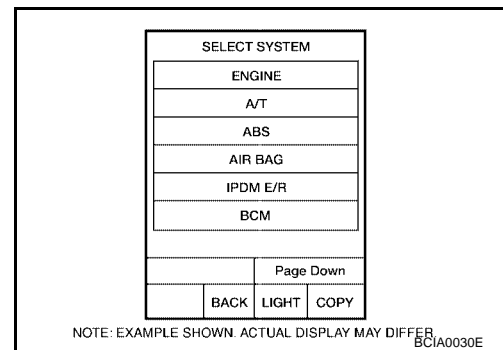 SELECT SYSTEM
ENGINE
A/T
ABS
AIR BAG
IPDM E/R
BCM
Page Down
BACK LIGHT COPY
NOTE: EXAMPLE SHOWN. ACTUAL DISPLAY MAY DIFFER
BCIA0030E